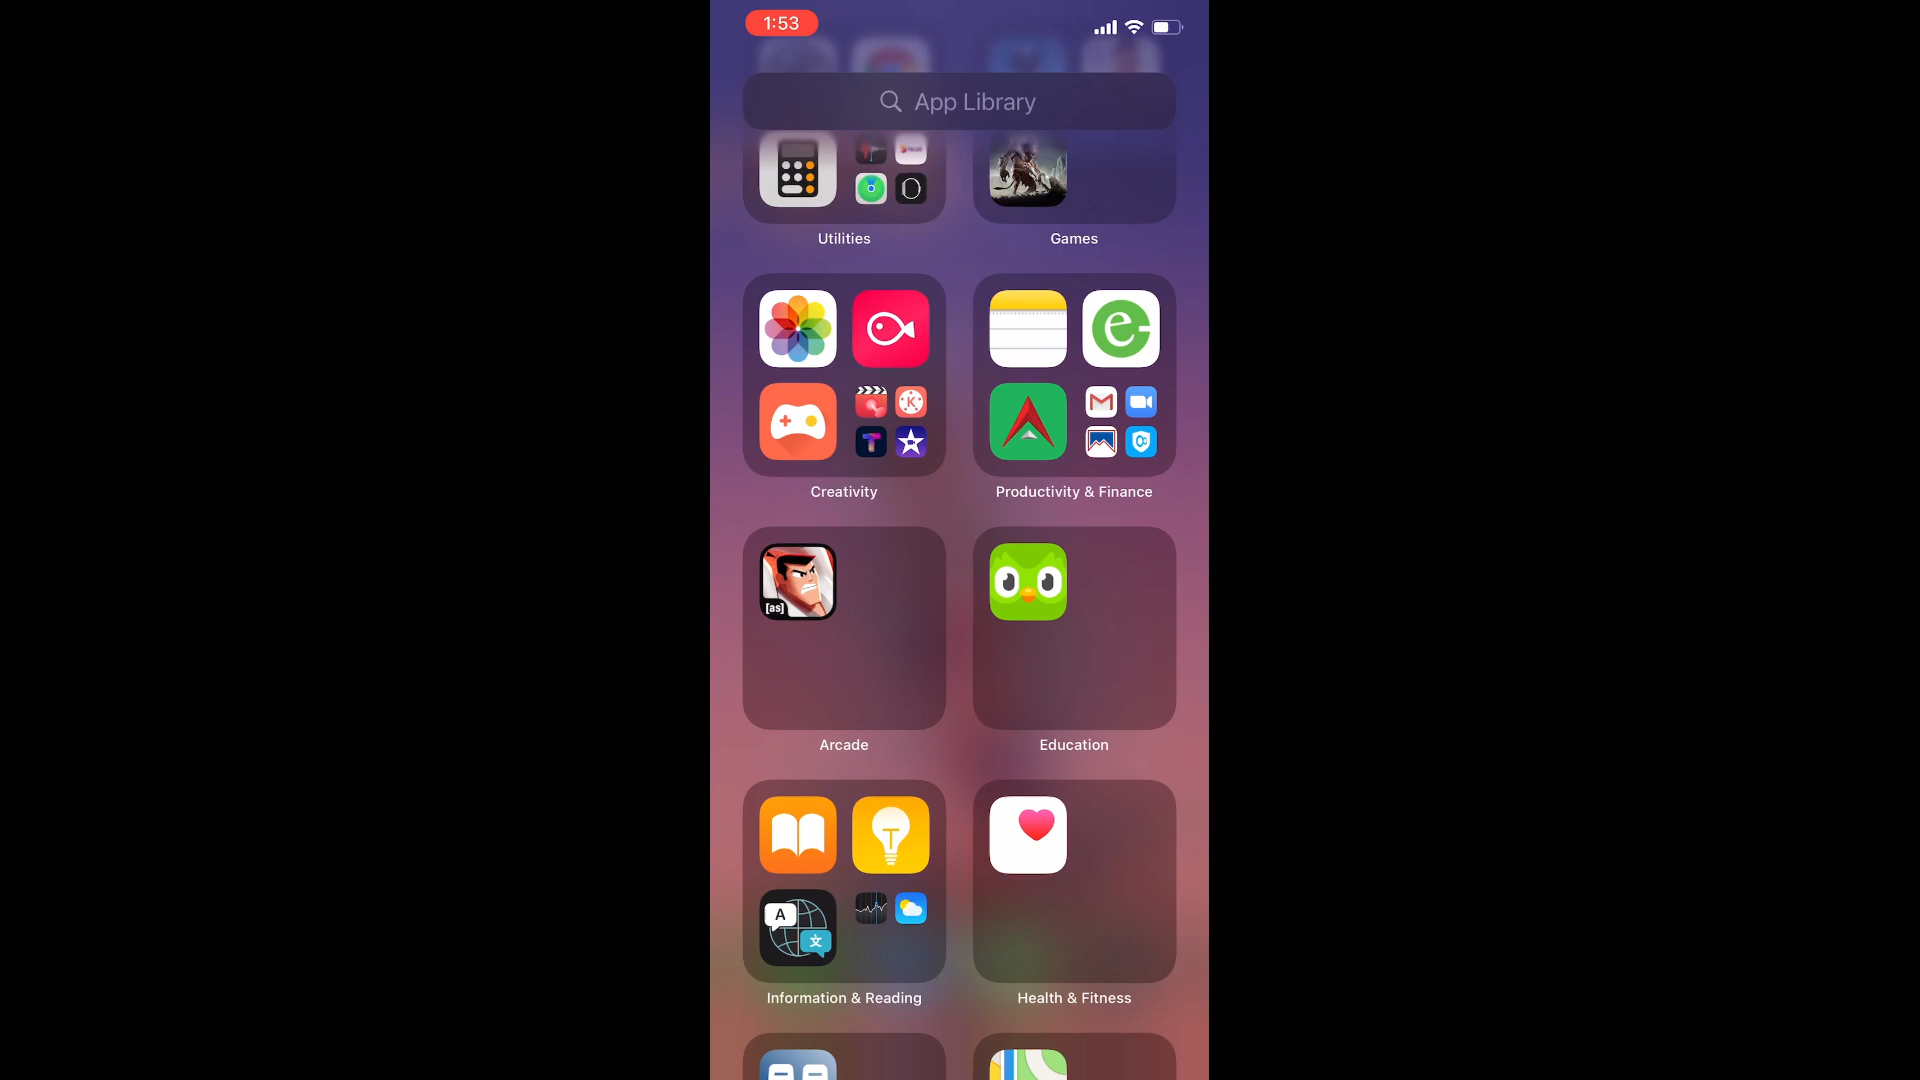 1:53
App Library
Utilities
Games
e
K
T
Creativity
Productivity & Finance
[as]
Arcade
Education
T
A
文
Information & Reading
Health & Fitness